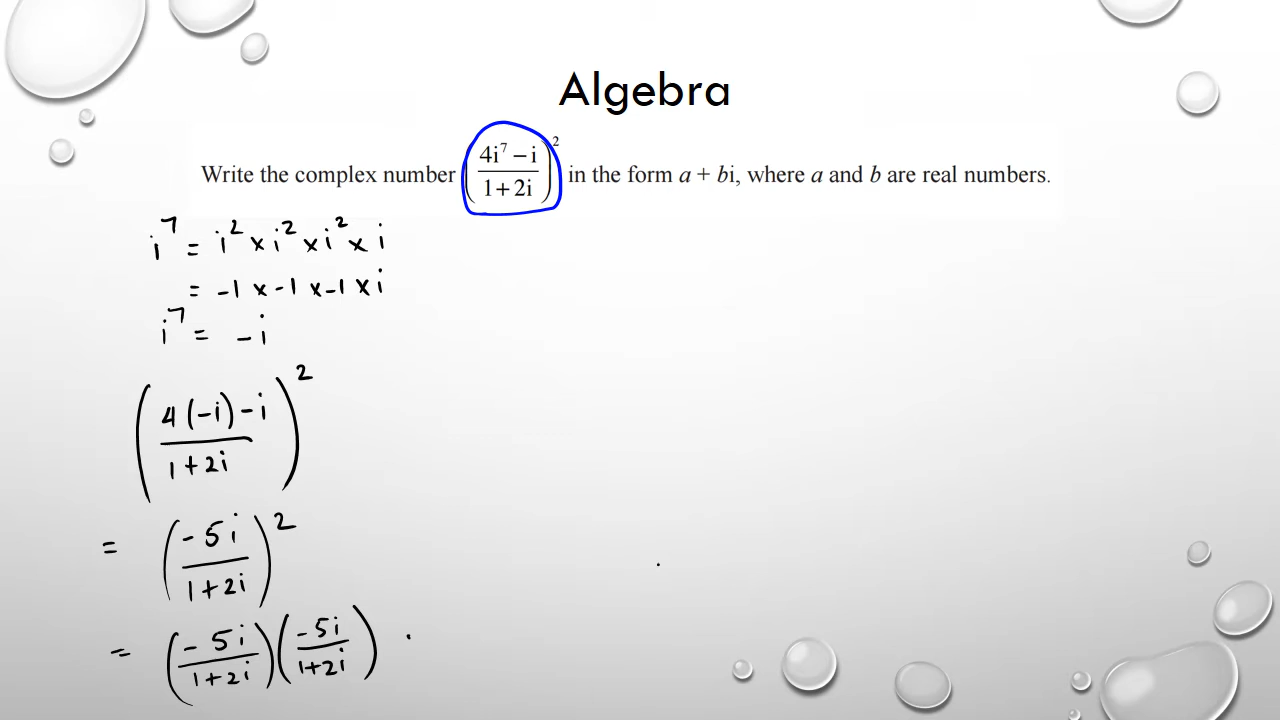 Algebra
Write the complex number ((4i⁷ − i)/(1 + 2i))² in the form a + bi, where a and b are real numbers.
i⁷ = i² × i² × i² × i
= -1 × -1 × -1 × i
i⁷ = -i
((4(-i) - i)/(1 + 2i))²
= ((-5i)/(1 + 2i))²
= ((-5i)/(1 + 2i))((-5i)/(1 + 2i))